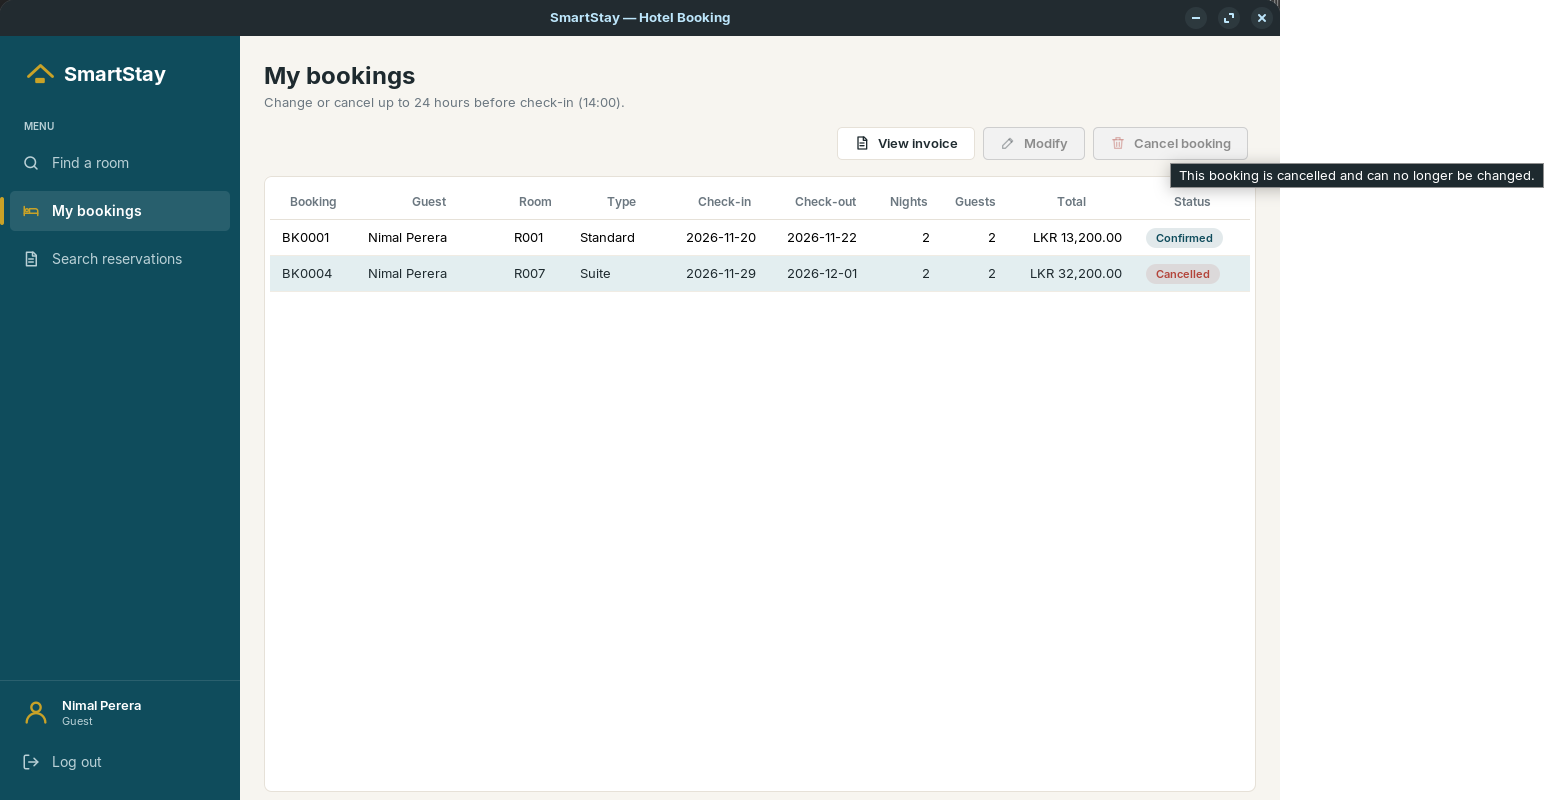 SmartStay — Hotel Booking
SmartStay
MENU
Find a room
My bookings
Search reservations
Nimal Perera
Guest
Log out
My bookings
Change or cancel up to 24 hours before check-in (14:00).
View invoice Modify Cancel booking
This booking is cancelled and can no longer be changed.
Booking Guest Room Type Check-in Check-out Nights Guests Total Status
BK0001 Nimal Perera R001 Standard 2026-11-20 2026-11-22 2 2 LKR 13,200.00 Confirmed
BK0004 Nimal Perera R007 Suite 2026-11-29 2026-12-01 2 2 LKR 32,200.00 Cancelled